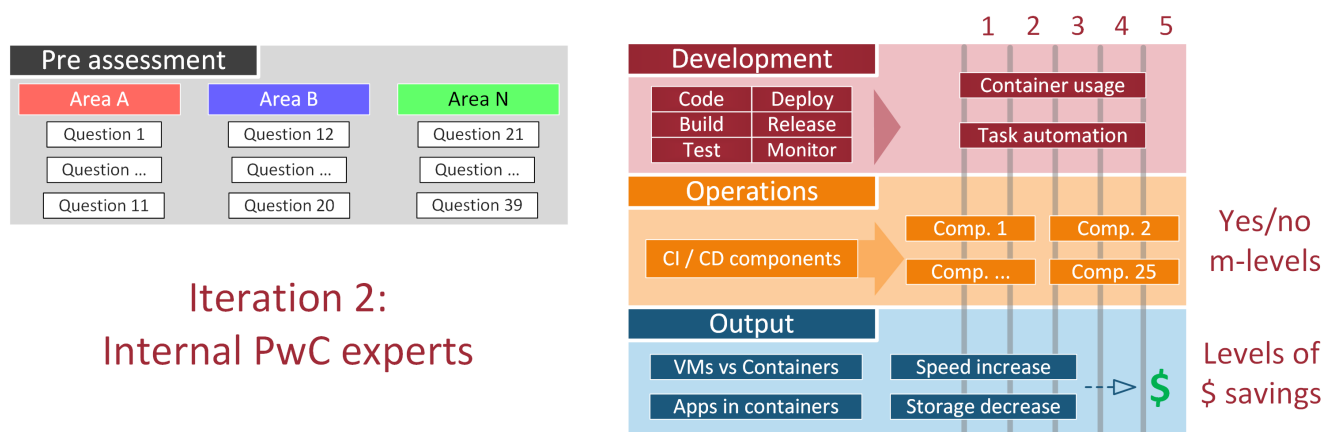 Pre assessment
Area A
Area B
Area N
Question 1
Question 12
Question 21
Question ...
Question ...
Question ...
Question 11
Question 20
Question 39
Iteration 2:
Internal PwC experts
1 2 3 4 5
Development
Code Deploy
Build Release
Test Monitor
Container usage
Task automation
Operations
CI / CD components
Comp. 1
Comp. 2
Comp. ...
Comp. 25
Yes/no
m-levels
Output
VMs vs Containers
Speed increase
Apps in containers
Storage decrease
$
Levels of
$ savings